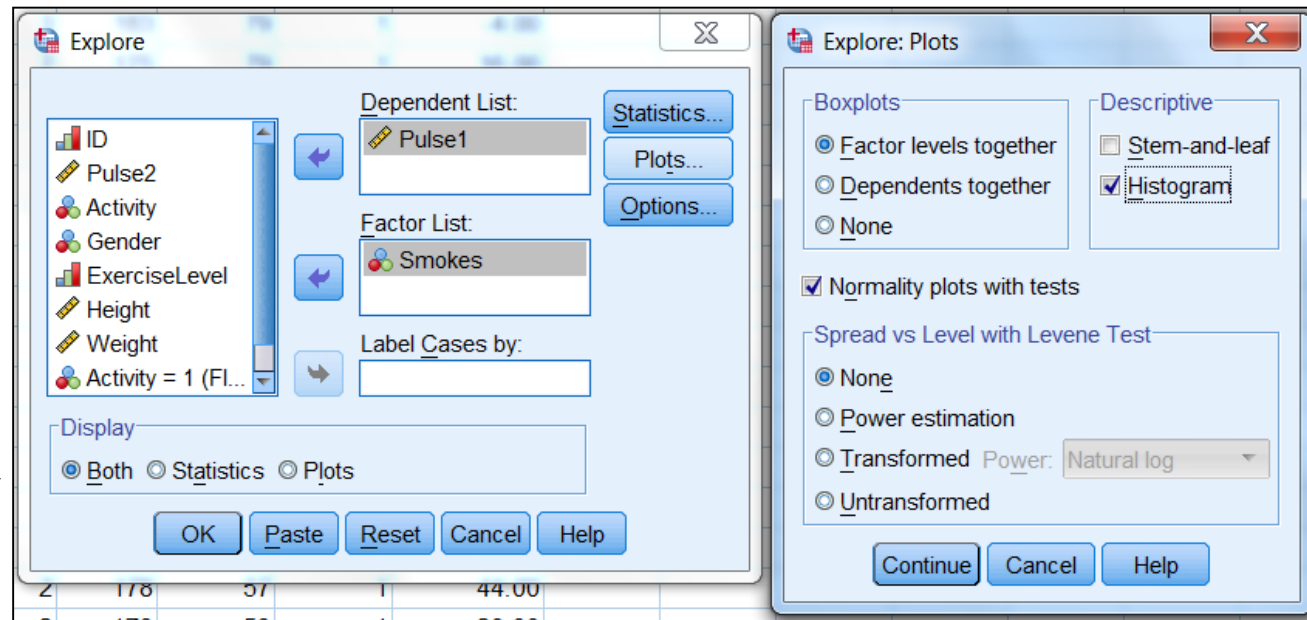 Explore
Dependent List:
ID
Pulse2
Activity
Gender
ExerciseLevel
Height
Weight
Activity = 1 (FI...
Pulse1
Factor List:
Smokes
Label Cases by:
Statistics...
Plots...
Options...
Display
Both Statistics Plots
OK Paste Reset Cancel Help
2 178 57 1 44.00
Explore: Plots
Boxplots
Factor levels together
Dependents together
None
Descriptive
Stem-and-leaf
Histogram
Normality plots with tests
Spread vs Level with Levene Test
None
Power estimation
Transformed Power: Natural log
Untransformed
Continue Cancel Help